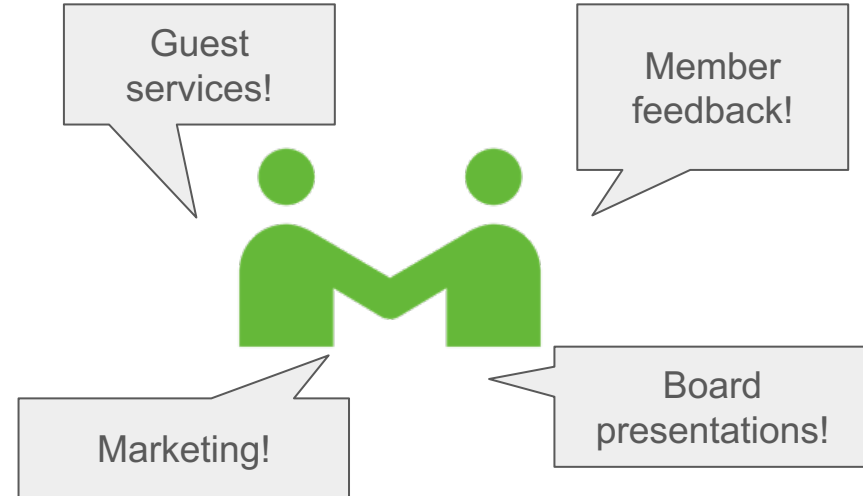 Guest
services!
Member
feedback!
Marketing!
Board
presentations!